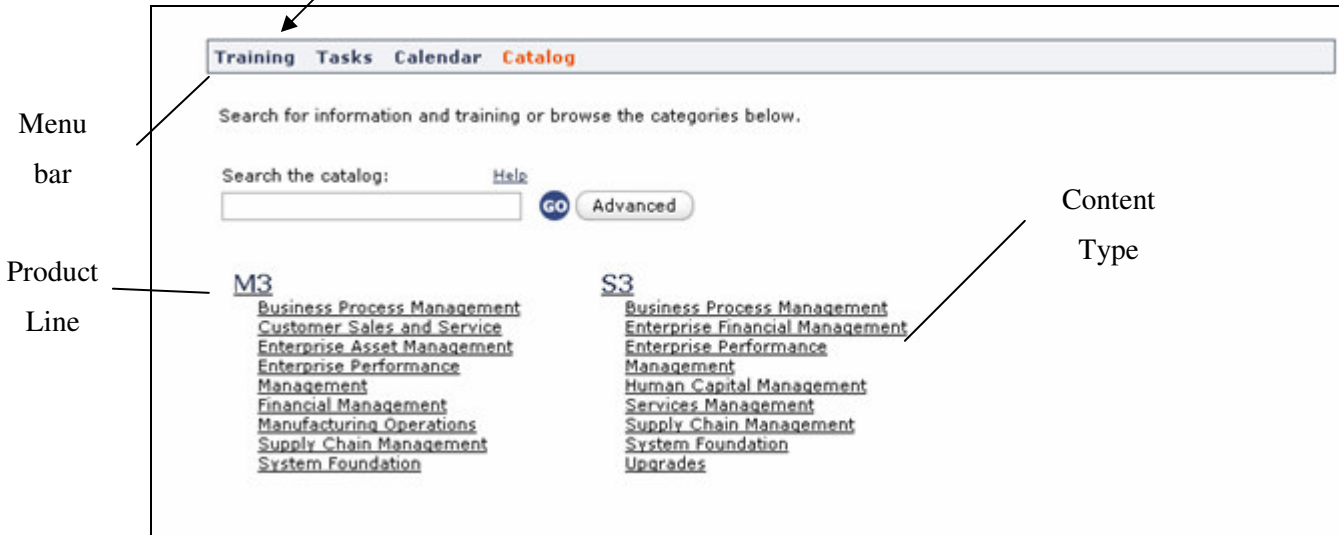 Training Tasks Calendar Catalog
Menu
bar
Search for information and training or browse the categories below.
Search the catalog: Help
GO Advanced
Content
Type
Product
Line
M3
Business Process Management
Customer Sales and Service
Enterprise Asset Management
Enterprise Performance
Management
Financial Management
Manufacturing Operations
Supply Chain Management
System Foundation
S3
Business Process Management
Enterprise Financial Management
Enterprise Performance
Management
Human Capital Management
Services Management
Supply Chain Management
System Foundation
Upgrades